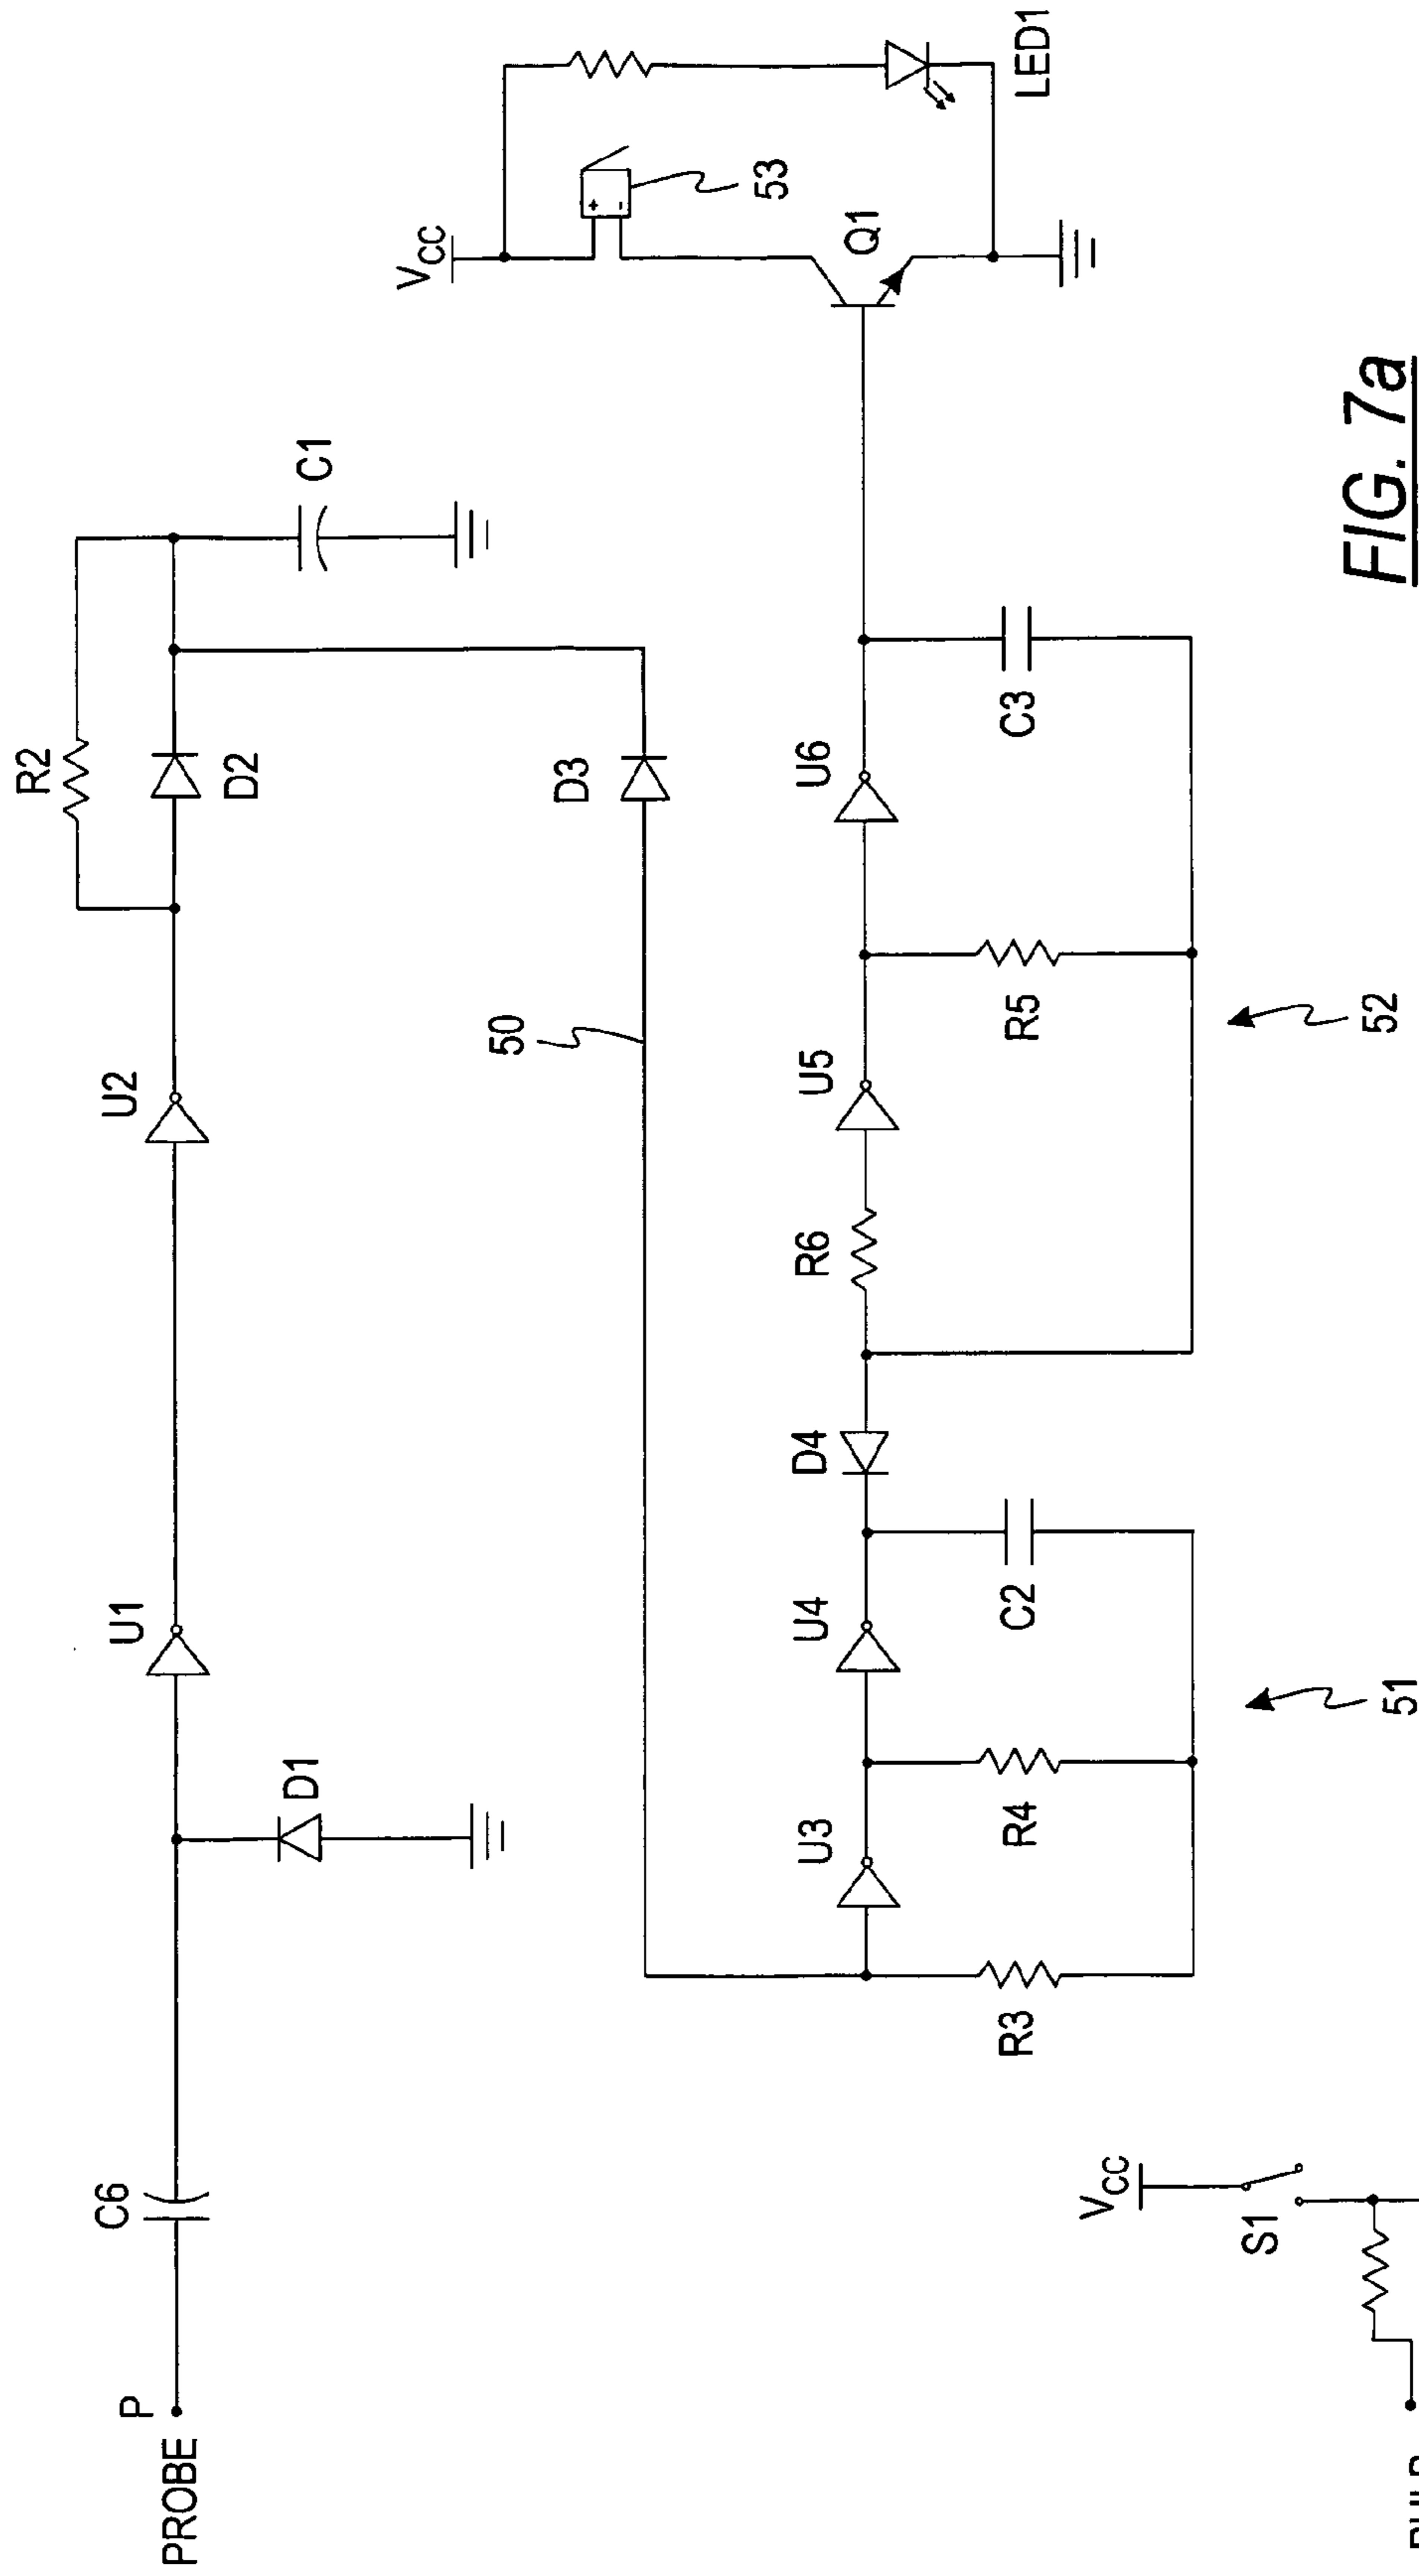 PROBE
P
C6
D1
U1
U2
R2
D2
C1
50
D3
VCC
53
LED1
Q1
R3
U3
R4
U4
C2
D4
R6
U5
R5
U6
C3
51
52
VCC
S1
FIG. 7a